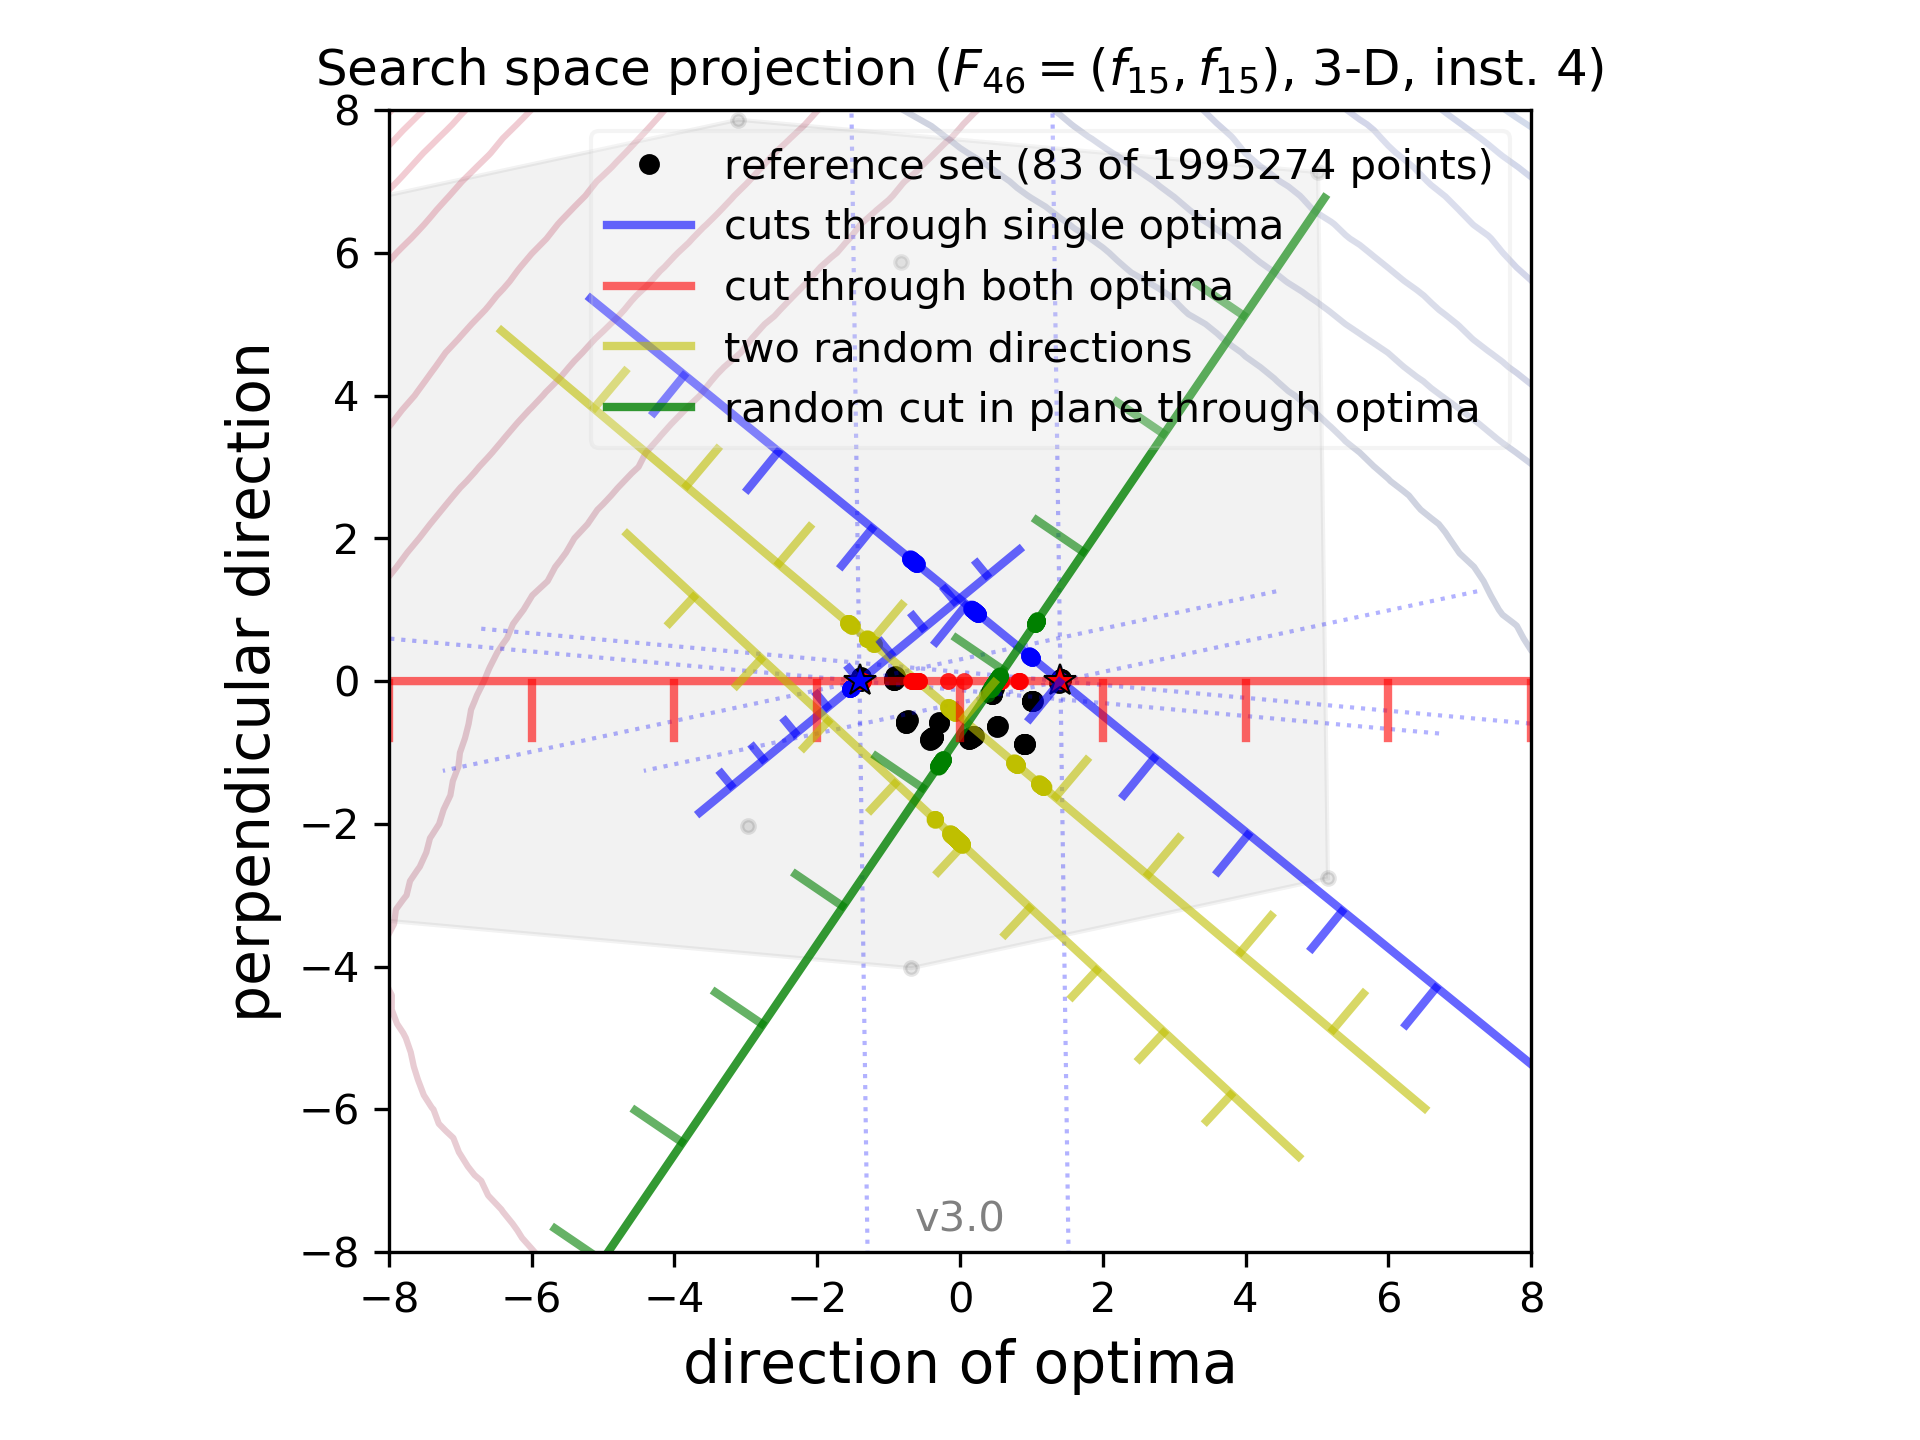 Search space projection (F46 = (f15, f15), 3-D, inst. 4)
8
6
4
2
0
−2
−4
−6
−8
perpendicular direction
reference set (83 of 1995274 points)
cuts through single optima
cut through both optima
two random directions
random cut in plane through optima
v3.0
−8 −6 −4 −2 0 2 4 6 8
direction of optima